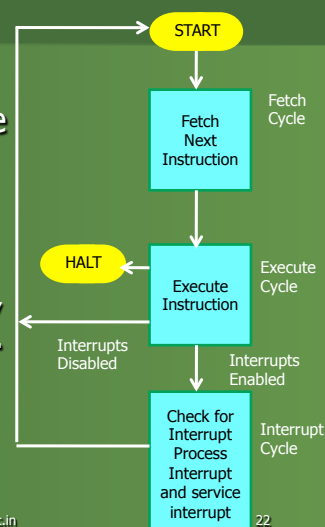 START
Fetch
Next
Instruction
Fetch
Cycle
HALT
Execute
Instruction
Execute
Cycle
Interrupts
Disabled
Interrupts
Enabled
Check for
Interrupt
Process
Interrupt
and service
interrupt
Interrupt
Cycle
22